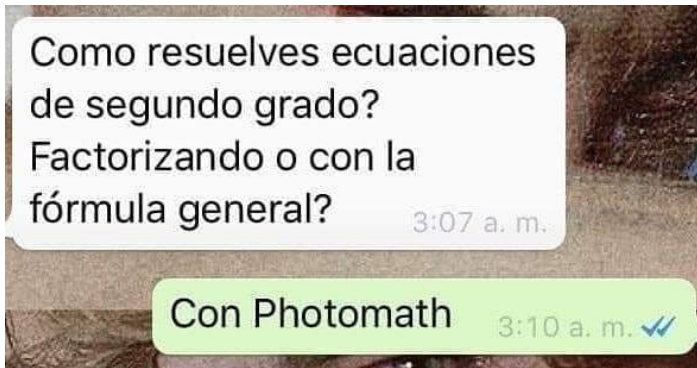 Como resuelves ecuaciones
de segundo grado?
Factorizando o con la
fórmula general?
3:07 a. m.
Con Photomath
3:10 a. m.